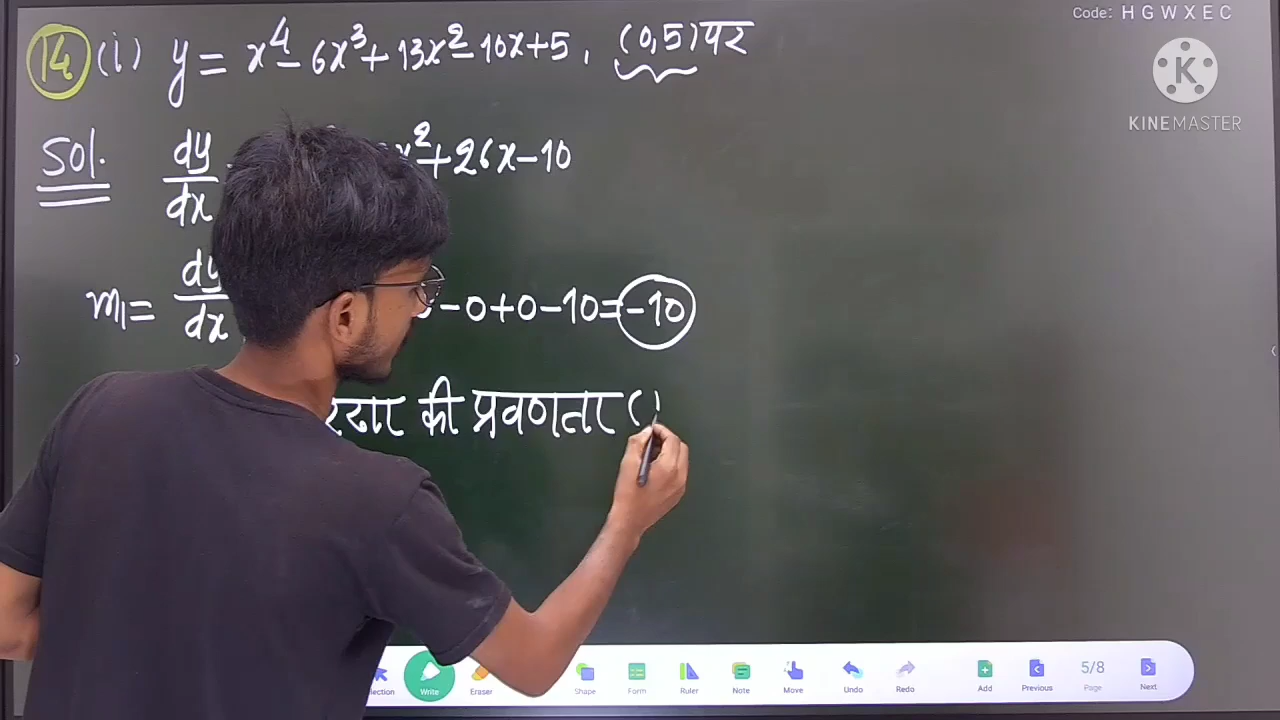 Code: HGWXEC
14 (i) y = x⁴ - 6x³ + 13x² - 10x + 5, (0,5) पर
KINEMASTER
Sol. dy/dx x² + 26x - 10
m₁ = dy/dx - 0 + 0 - 10 = -10
की प्रवणता (
Write Eraser Shape Form Ruler Note Move Undo Redo Add Previous 5/8 Page Next